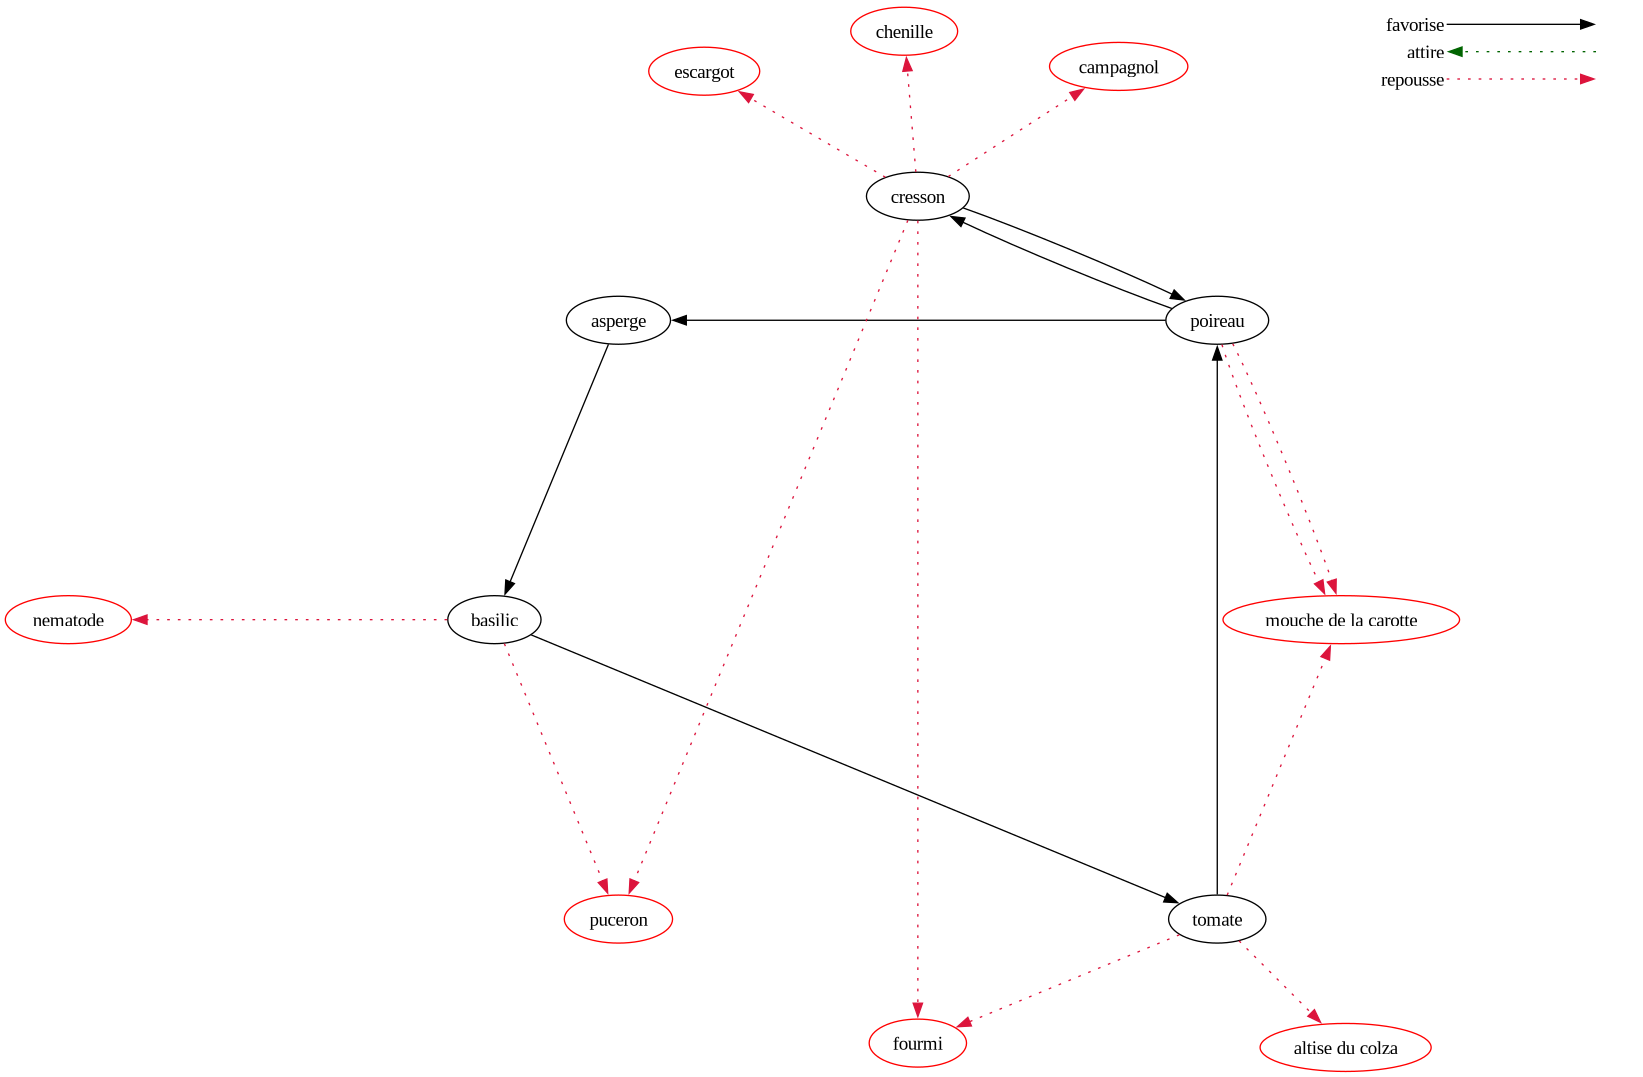 favorise
attire
repousse
chenille
escargot
campagnol
cresson
asperge
poireau
nematode
basilic
mouche de la carotte
puceron
tomate
fourmi
altise du colza